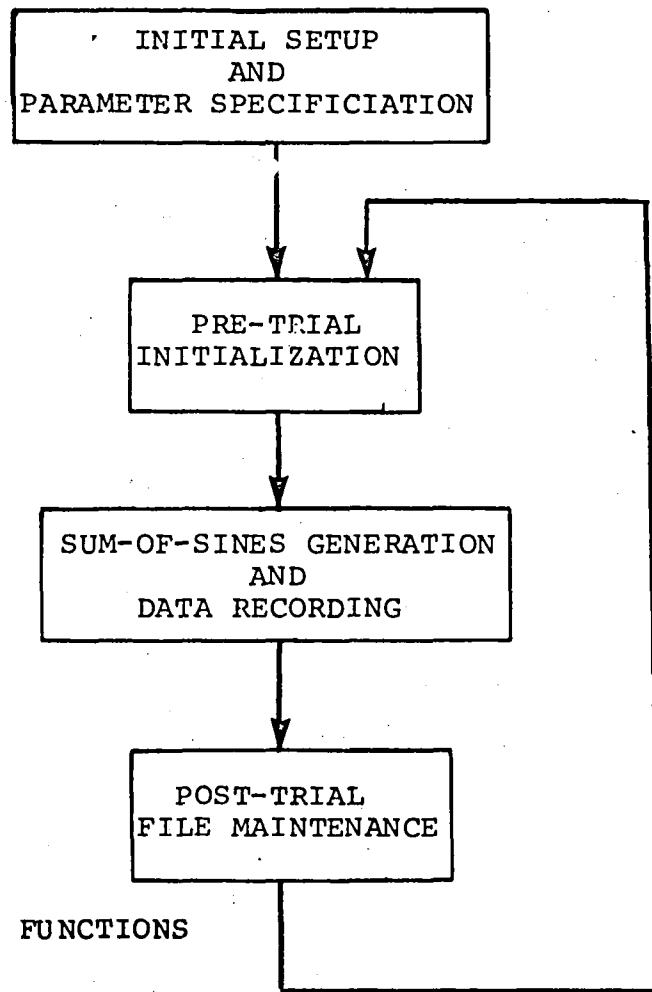 INITIAL SETUP
AND
PARAMETER SPECIFICIATION
PRE-TRIAL
INITIALIZATION
SUM-OF-SINES GENERATION
AND
DATA RECORDING
POST-TRIAL
FILE MAINTENANCE
FUNCTIONS